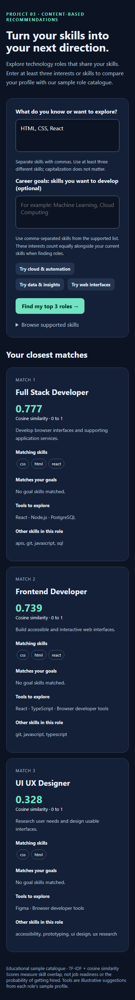 PROJECT 03 · CONTENT-BASED
RECOMMENDATIONS
Turn your skills into
your next direction.
Explore technology roles that share your skills.
Enter at least three interests or skills to compare
your profile with our sample role catalogue.
What do you know or want to explore?
HTML, CSS, React
Separate skills with commas. Use at least three
different skills; capitalization does not matter.
Career goals: skills you want to develop
(optional)
For example: Machine Learning, Cloud
Computing
Use comma-separated skills from the supported list.
These interests count equally alongside your current
skills when finding roles.
Try cloud & automation
Try data & insights Try web interfaces
Find my top 3 roles →
▶ Browse supported skills
Your closest matches
MATCH 1
Full Stack Developer
0.777
Cosine similarity · 0 to 1
Develop browser interfaces and supporting
application services.
Matching skills
css html react
Matches your goals
No goal skills matched.
Tools to explore
React · Node.js · PostgreSQL
Other skills in this role
apis, git, javascript, sql
MATCH 2
Frontend Developer
0.739
Cosine similarity · 0 to 1
Build accessible and interactive web interfaces.
Matching skills
css html react
Matches your goals
No goal skills matched.
Tools to explore
React · TypeScript · Browser developer tools
Other skills in this role
git, javascript, typescript
MATCH 3
UI UX Designer
0.328
Cosine similarity · 0 to 1
Research user needs and design usable
interfaces.
Matching skills
css html
Matches your goals
No goal skills matched.
Tools to explore
Figma · Browser developer tools
Other skills in this role
accessibility, prototyping, ui design, ux research
Educational sample catalogue · TF-IDF + cosine similarity
Scores measure skill overlap, not job readiness or the
probability of getting hired. Tools are illustrative suggestions
from each role's sample profile.